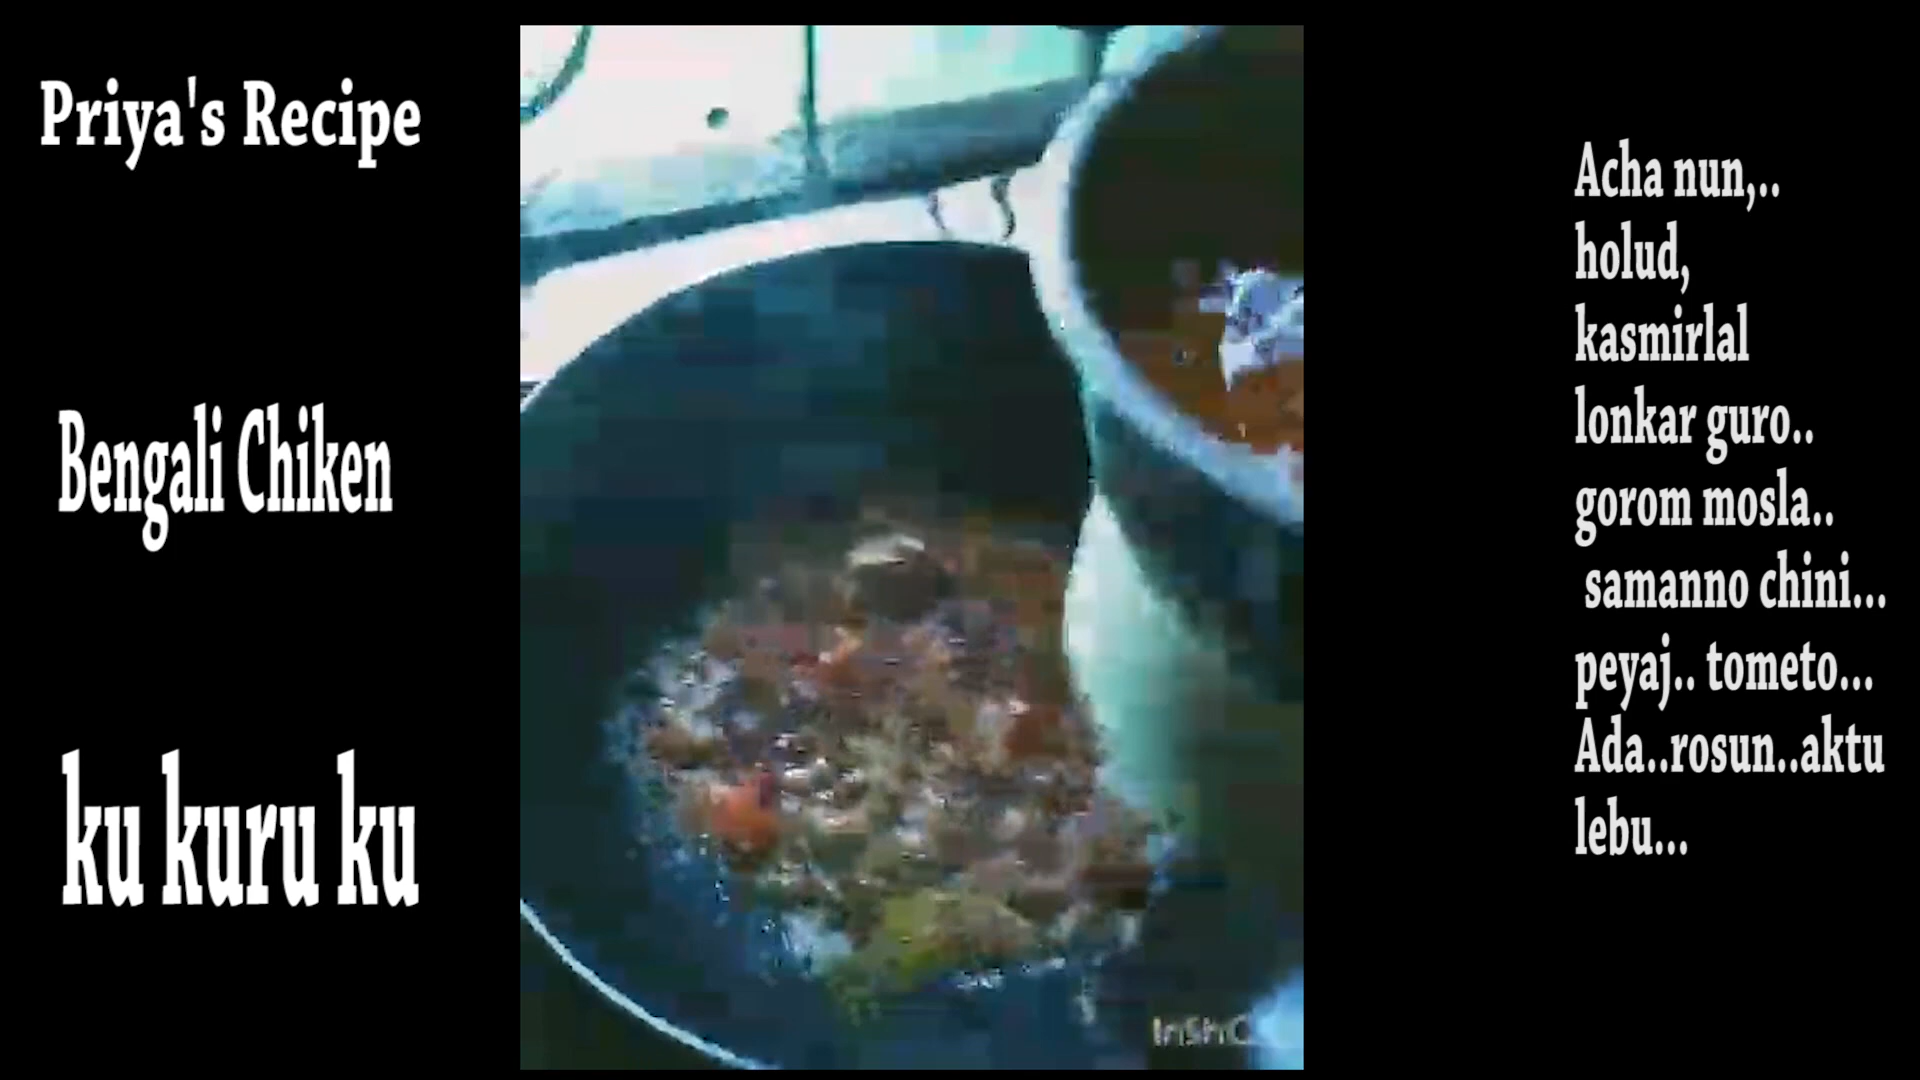 Priya's Recipe
Bengali Chiken
ku kuru ku
Acha nun,..
holud,
kasmirlal
lonkar guro..
gorom mosla..
samanno chini...
peyaj.. tometo...
Ada..rosun..aktu
lebu...